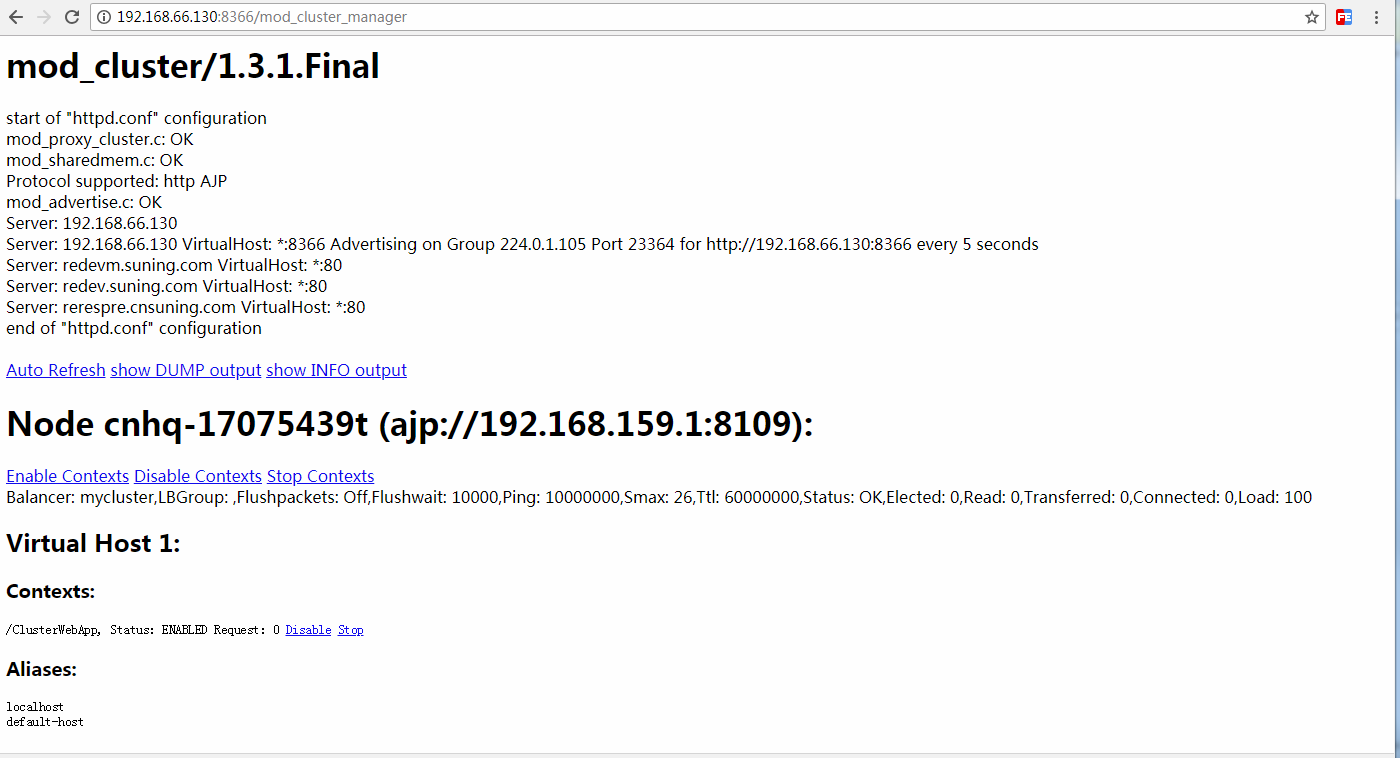 192.168.66.130:8366/mod_cluster_manager
mod_cluster/1.3.1.Final
start of "httpd.conf" configuration
mod_proxy_cluster.c: OK
mod_sharedmem.c: OK
Protocol supported: http AJP
mod_advertise.c: OK
Server: 192.168.66.130
Server: 192.168.66.130 VirtualHost: *:8366 Advertising on Group 224.0.1.105 Port 23364 for http://192.168.66.130:8366 every 5 seconds
Server: redevm.suning.com VirtualHost: *:80
Server: redev.suning.com VirtualHost: *:80
Server: rerespre.cnsuning.com VirtualHost: *:80
end of "httpd.conf" configuration
Auto Refresh show DUMP output show INFO output
Node cnhq-17075439t (ajp://192.168.159.1:8109):
Enable Contexts Disable Contexts Stop Contexts
Balancer: mycluster,LBGroup: ,Flushpackets: Off,Flushwait: 10000,Ping: 10000000,Smax: 26,Ttl: 60000000,Status: OK,Elected: 0,Read: 0,Transferred: 0,Connected: 0,Load: 100
Virtual Host 1:
Contexts:
/ClusterWebApp, Status: ENABLED Request: 0 Disable Stop
Aliases:
localhost
default-host